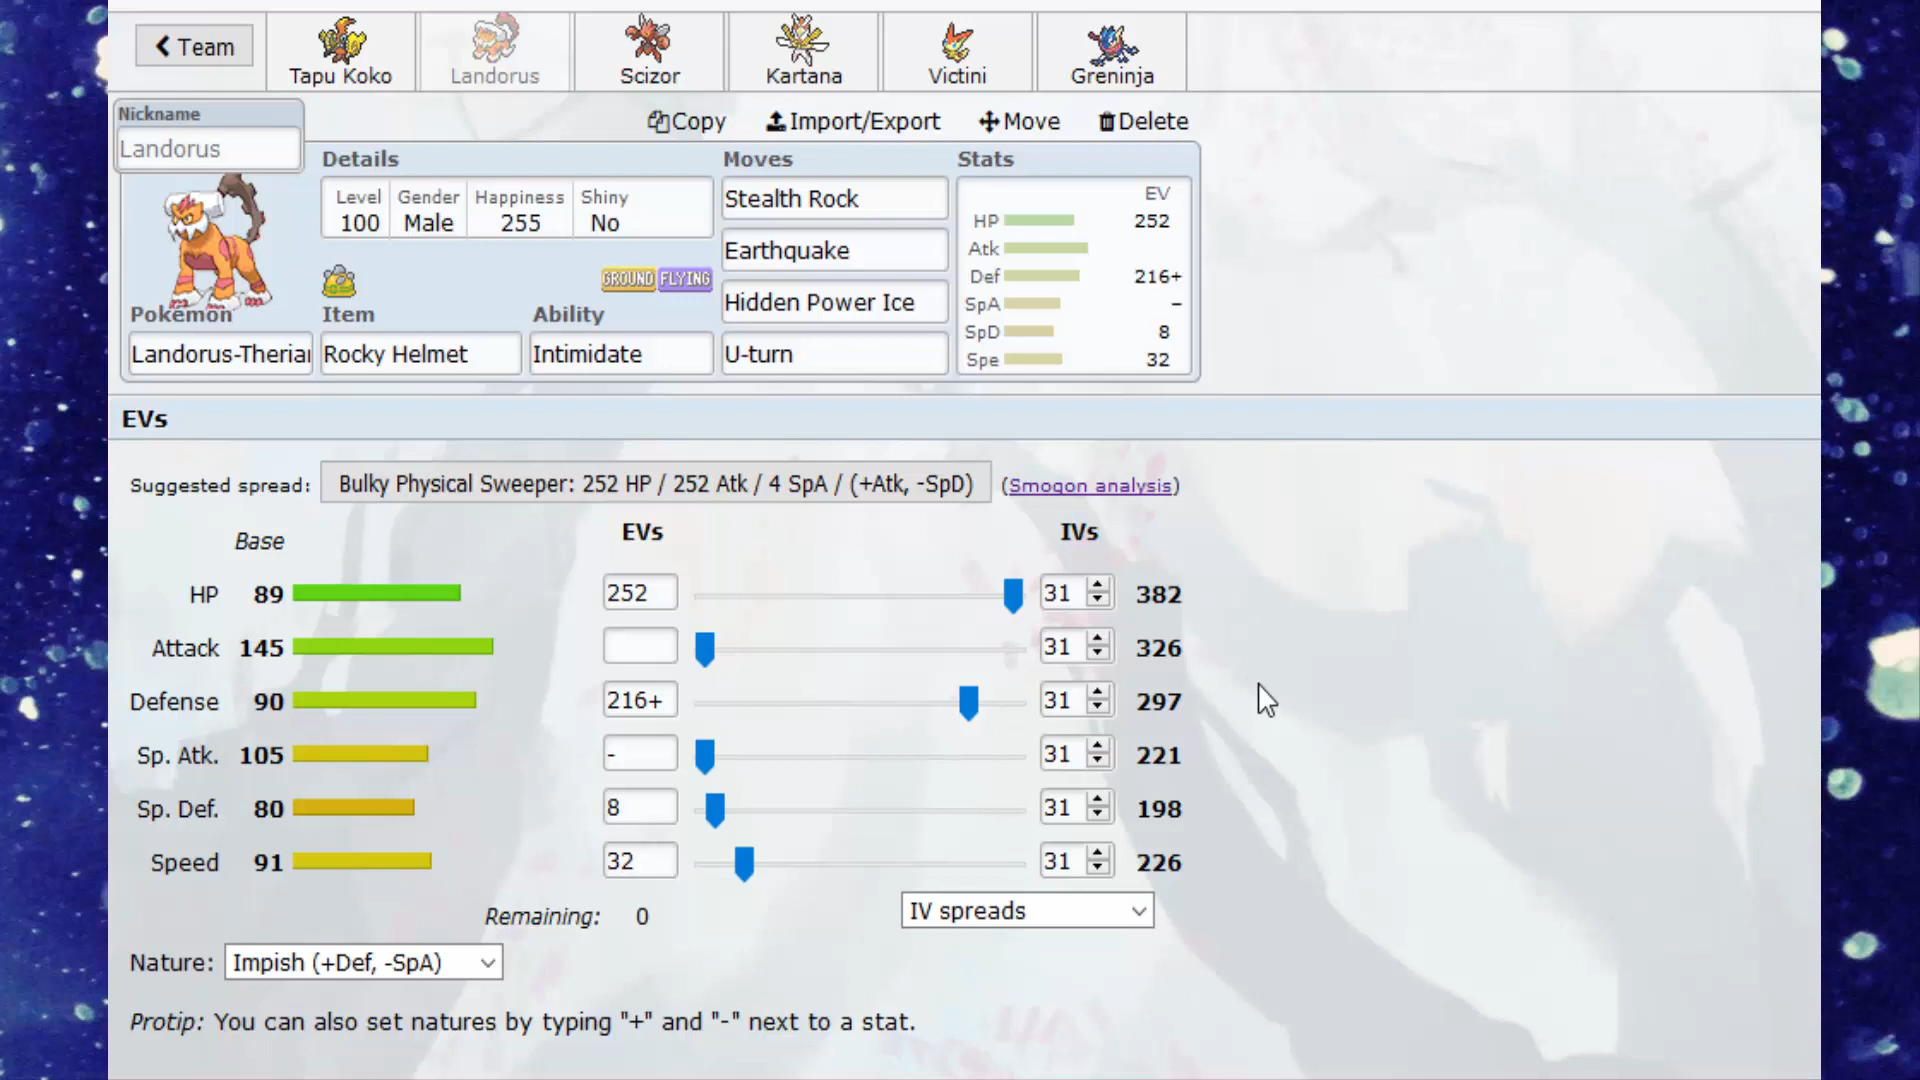 Team
Tapu Koko
Landorus
Scizor
Kartana
Victini
Greninja
Nickname
Landorus
Copy
Import/Export
Move
Delete
Details
Moves
Stats
Level
Gender
Happiness
Shiny
100
Male
255
No
Stealth Rock
Earthquake
Hidden Power Ice
U-turn
EV
HP 252
Atk
Def 216+
SpA –
SpD 8
Spe 32
GROUND FLYING
Pokémon
Item
Ability
Landorus-Theria
Rocky Helmet
Intimidate
EVs
Suggested spread: Bulky Physical Sweeper: 252 HP / 252 Atk / 4 SpA / (+Atk, -SpD) (Smogon analysis)
Base EVs IVs
HP 89 252 31 382
Attack 145 31 326
Defense 90 216+ 31 297
Sp. Atk. 105 - 31 221
Sp. Def. 80 8 31 198
Speed 91 32 31 226
Remaining: 0 IV spreads
Nature: Impish (+Def, -SpA)
Protip: You can also set natures by typing "+" and "-" next to a stat.